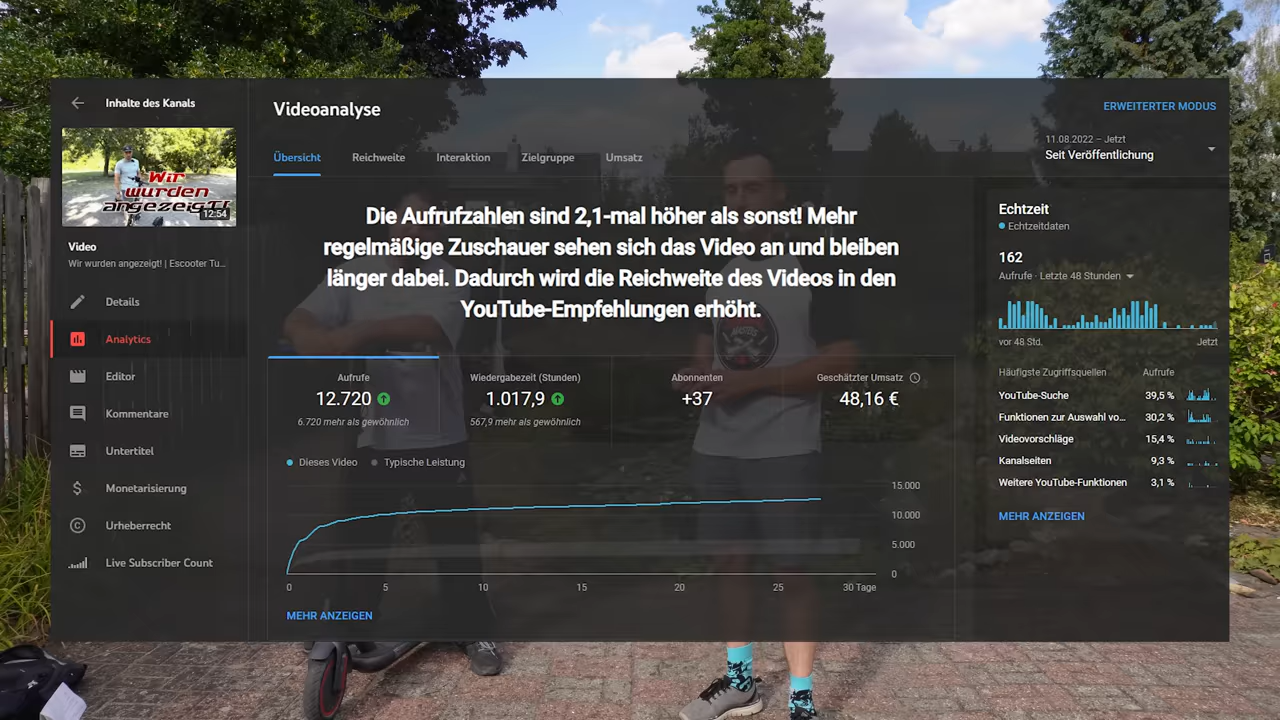 Inhalte des Kanals
Wir
wurden
angezeigt!
12:54
Video
Wir wurden angezeigt! | Escooter Tu...
Details
Analytics
Editor
Kommentare
Untertitel
Monetarisierung
Urheberrecht
Live Subscriber Count
Videoanalyse
ERWEITERTER MODUS
Übersicht
Reichweite
Interaktion
Zielgruppe
Umsatz
11.08.2022 – Jetzt
Seit Veröffentlichung
Die Aufrufzahlen sind 2,1-mal höher als sonst! Mehr
regelmäßige Zuschauer sehen sich das Video an und bleiben
länger dabei. Dadurch wird die Reichweite des Videos in den
YouTube-Empfehlungen erhöht.
Aufrufe
12.720
6.720 mehr als gewöhnlich
Wiedergabezeit (Stunden)
1.017,9
567,9 mehr als gewöhnlich
Abonnenten
+37
Geschätzter Umsatz
48,16 €
Dieses Video
Typische Leistung
15.000
10.000
5.000
0
0 5 10 15 20 25 30 Tage
MEHR ANZEIGEN
Echtzeit
Echtzeitdaten
162
Aufrufe · Letzte 48 Stunden
vor 48 Std. Jetzt
Häufigste Zugriffsquellen Aufrufe
YouTube-Suche 39,5 %
Funktionen zur Auswahl vo... 30,2 %
Videovorschläge 15,4 %
Kanalseiten 9,3 %
Weitere YouTube-Funktionen 3,1 %
MEHR ANZEIGEN